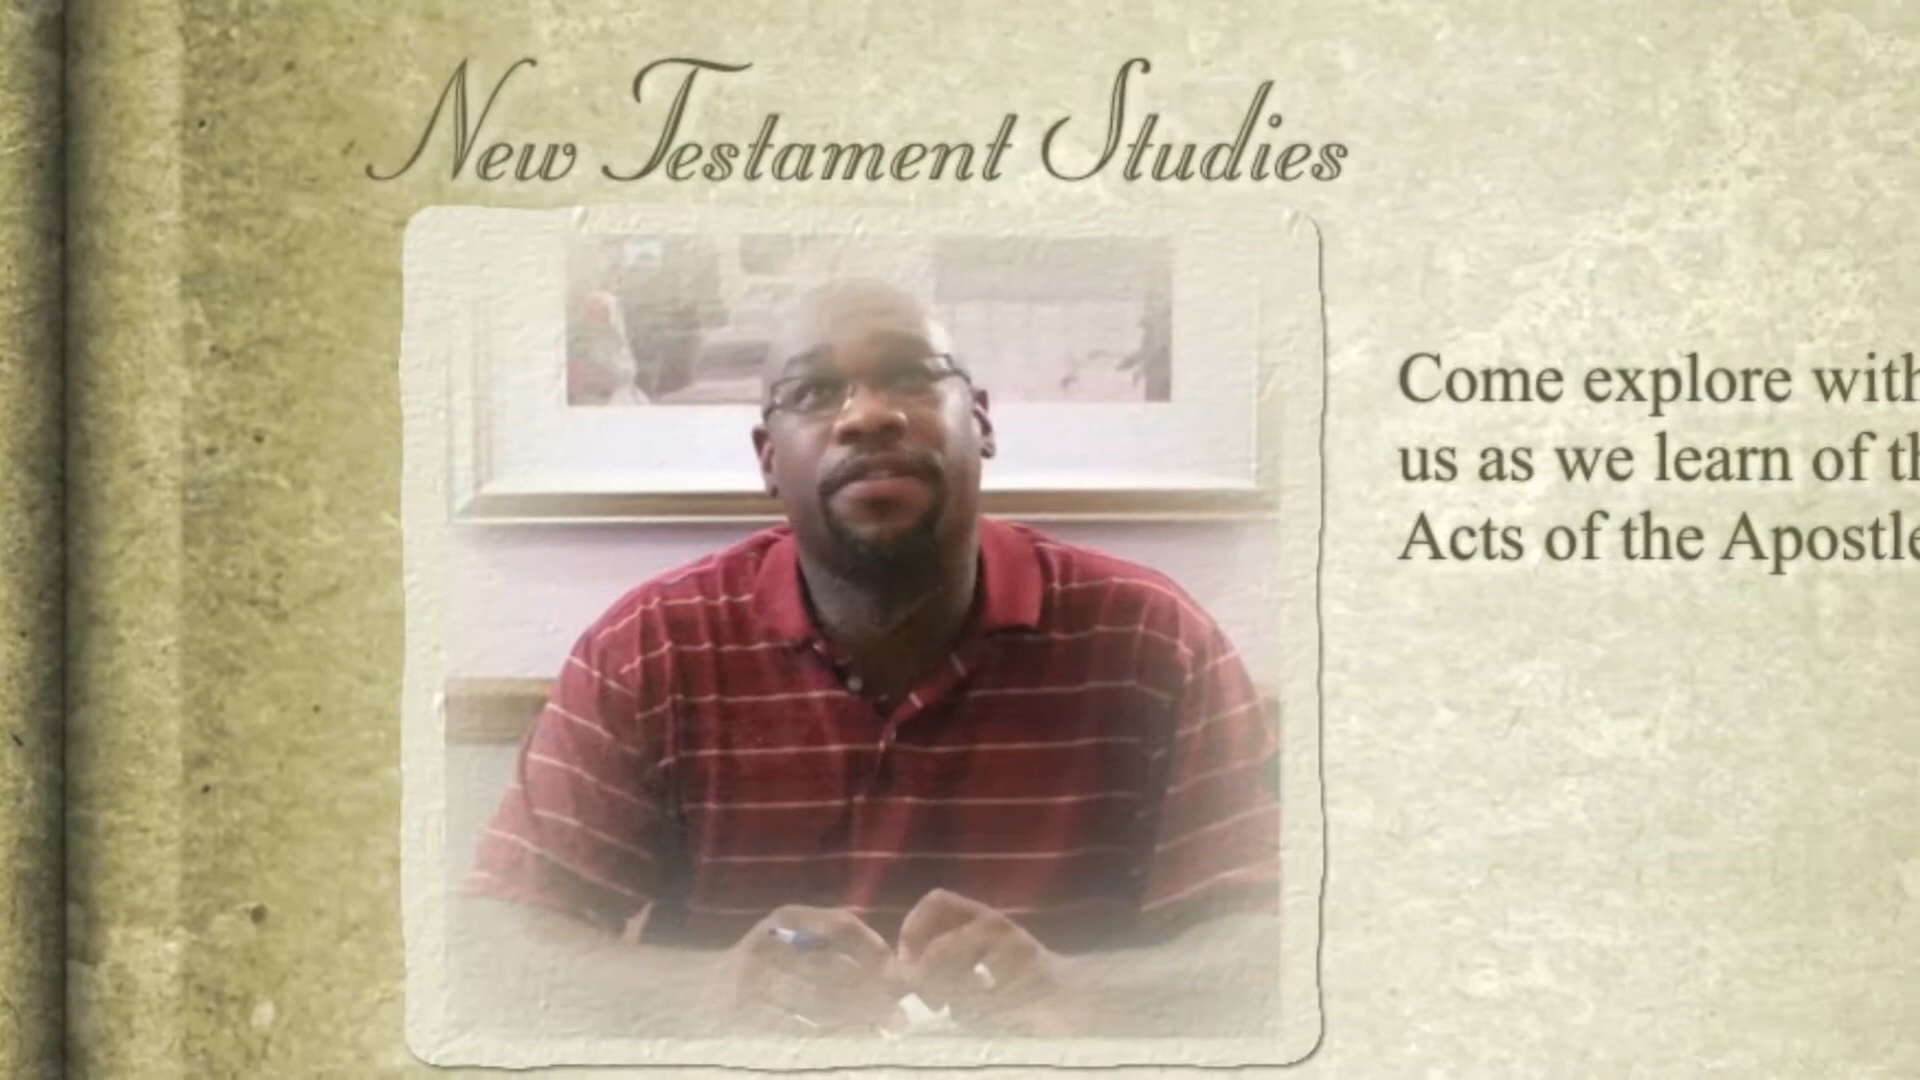 New Testament Studies
Come explore with
us as we learn of th
Acts of the Apostle